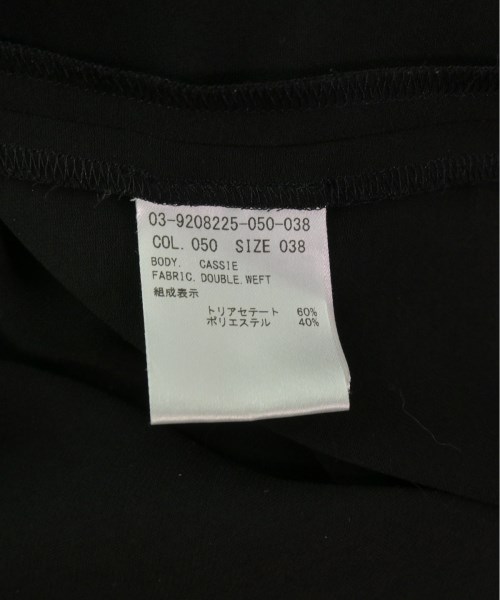 03-9208225-050-038
COL. 050 SIZE 038
BODY. CASSIE
FABRIC. DOUBLE. WEFT
組成表示
トリアセテート 60%
ポリエステル 40%